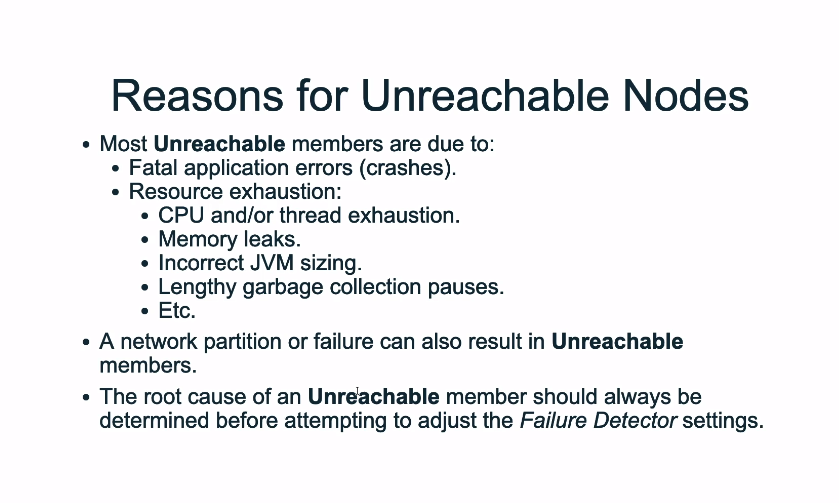 Reasons for Unreachable Nodes
• Most Unreachable members are due to:
• Fatal application errors (crashes).
• Resource exhaustion:
• CPU and/or thread exhaustion.
• Memory leaks.
• Incorrect JVM sizing.
• Lengthy garbage collection pauses.
• Etc.
• A network partition or failure can also result in Unreachable
members.
• The root cause of an Unreachable member should always be
determined before attempting to adjust the Failure Detector settings.